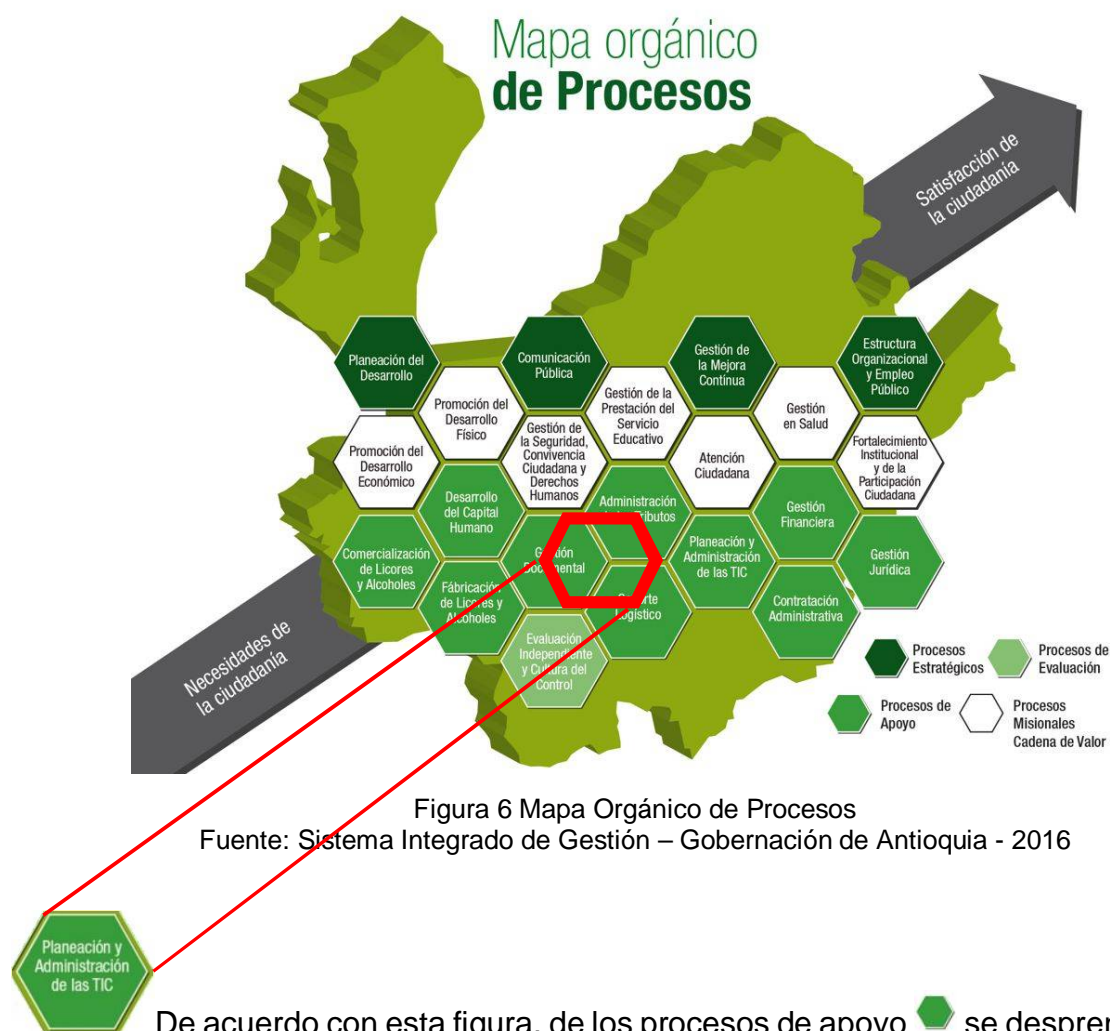 Mapa orgánico
de Procesos
Satisfacción de
la ciudadanía
Planeación del
Desarrollo
Comunicación
Pública
Gestión de
la Mejora
Contínua
Estructura
Organizacional
y Empleo
Público
Promoción del
Desarrollo
Físico
Gestión de la
Prestación del
Servicio
Educativo
Gestión
en Salud
Promoción del
Desarrollo
Económico
Gestión de
la Seguridad,
Convivencia
Ciudadana y
Derechos
Humanos
Atención
Ciudadana
Fortalecimiento
Institucional
y de la
Participación
Ciudadana
Desarrollo
del Capital
Humano
Administración
Gestión
Financiera
Comercialización
de Licores
y Alcoholes
Planeación y
Administración
de las TIC
Gestión
Jurídica
Fábricación
de Licores y
Alcoholes
Logístico
Contratación
Administrativa
Evaluación
Independiente
y Cultura del
Control
Necesidades de
la ciudadanía
Procesos
Estratégicos
Procesos de
Evaluación
Procesos de
Apoyo
Procesos
Misionales
Cadena de Valor
Figura 6 Mapa Orgánico de Procesos
Fuente: Sistema Integrado de Gestión – Gobernación de Antioquia - 2016
Planeación y
Administración
de las TIC
De acuerdo con esta figura, de los procesos de apoyo se